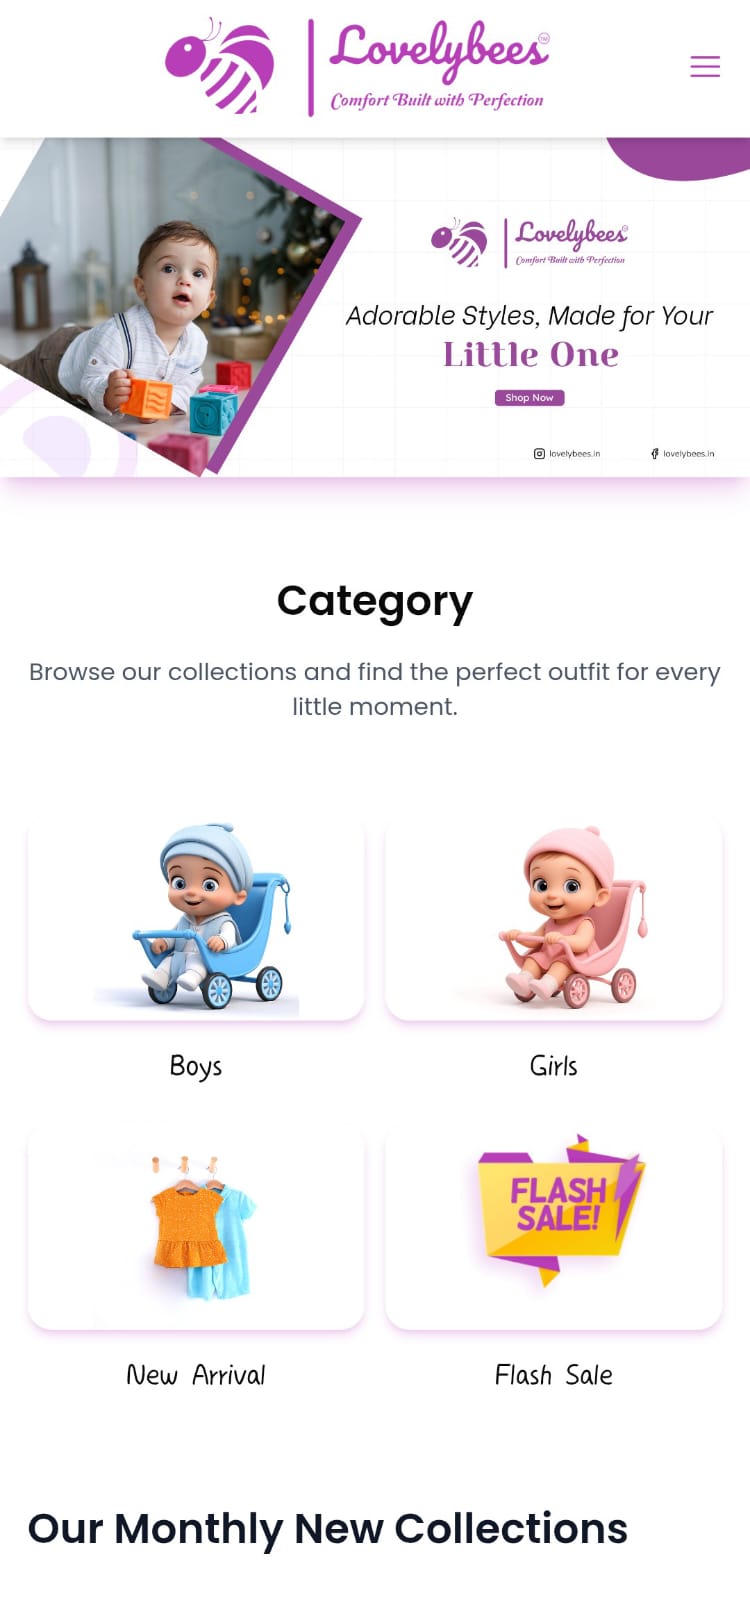 Lovelybees TM
Comfort Built with Perfection
Lovelybees
Comfort Built with Perfection
Adorable Styles, Made for Your
Little One
Shop Now
lovelybees.in
lovelybees.in
Category
Browse our collections and find the perfect outfit for every
little moment.
Boys
Girls
FLASH
SALE!
New Arrival
Flash Sale
Our Monthly New Collections